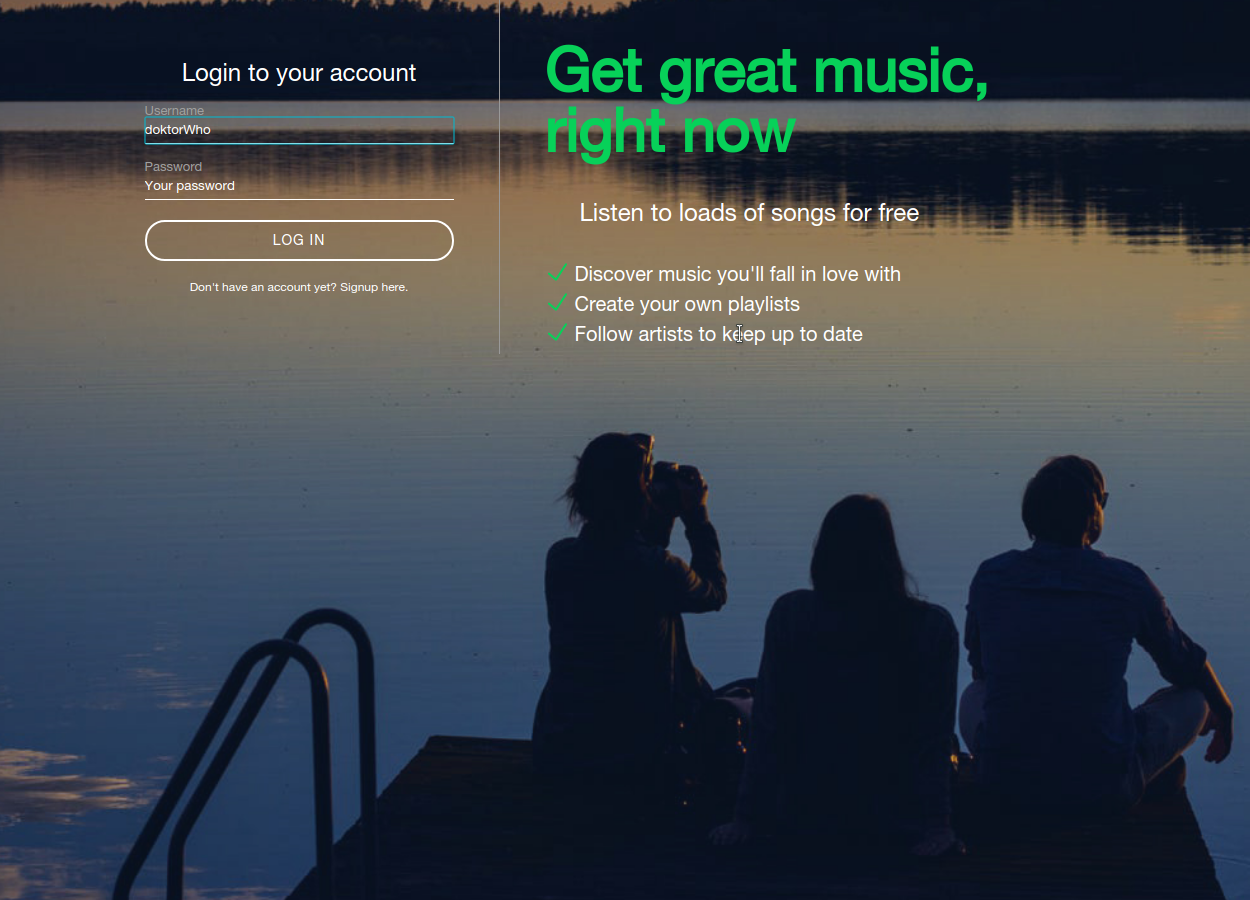 Login to your account
Username
doktorWho
Password
Your password
LOG IN
Don't have an account yet? Signup here.
Get great music,
right now
Listen to loads of songs for free
Discover music you'll fall in love with
Create your own playlists
Follow artists to keep up to date